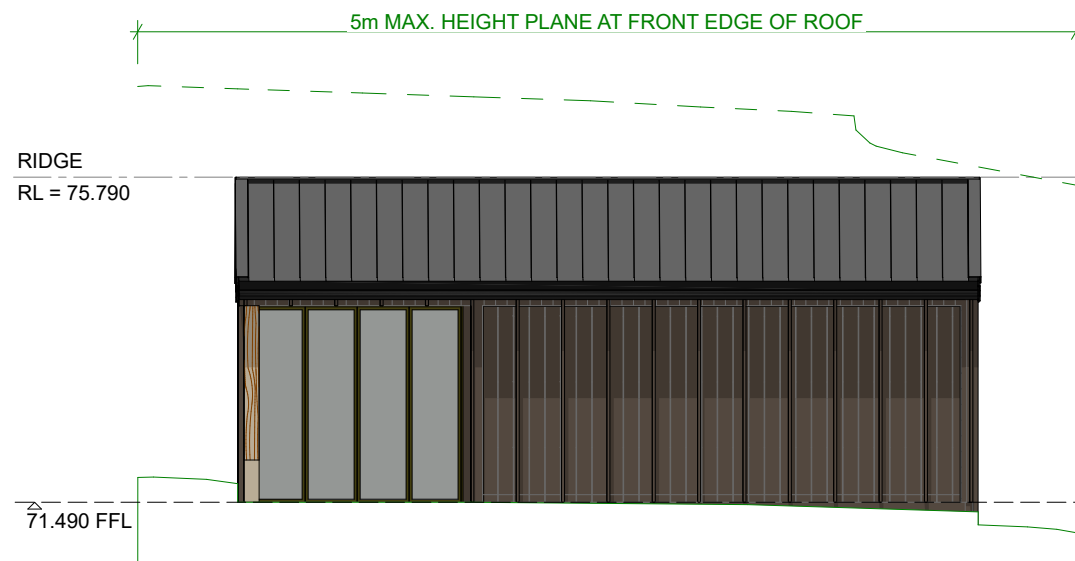 5m MAX. HEIGHT PLANE AT FRONT EDGE OF ROOF
RIDGE
RL = 75.790
71.490 FFL